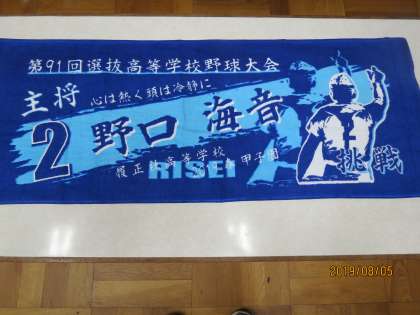 第91回選抜高等学校野球大会
主将 心は熱く頭は冷静に
2 野口 海音
履正社高等学校 甲子園
RISEI
挑戦
2019/08/05